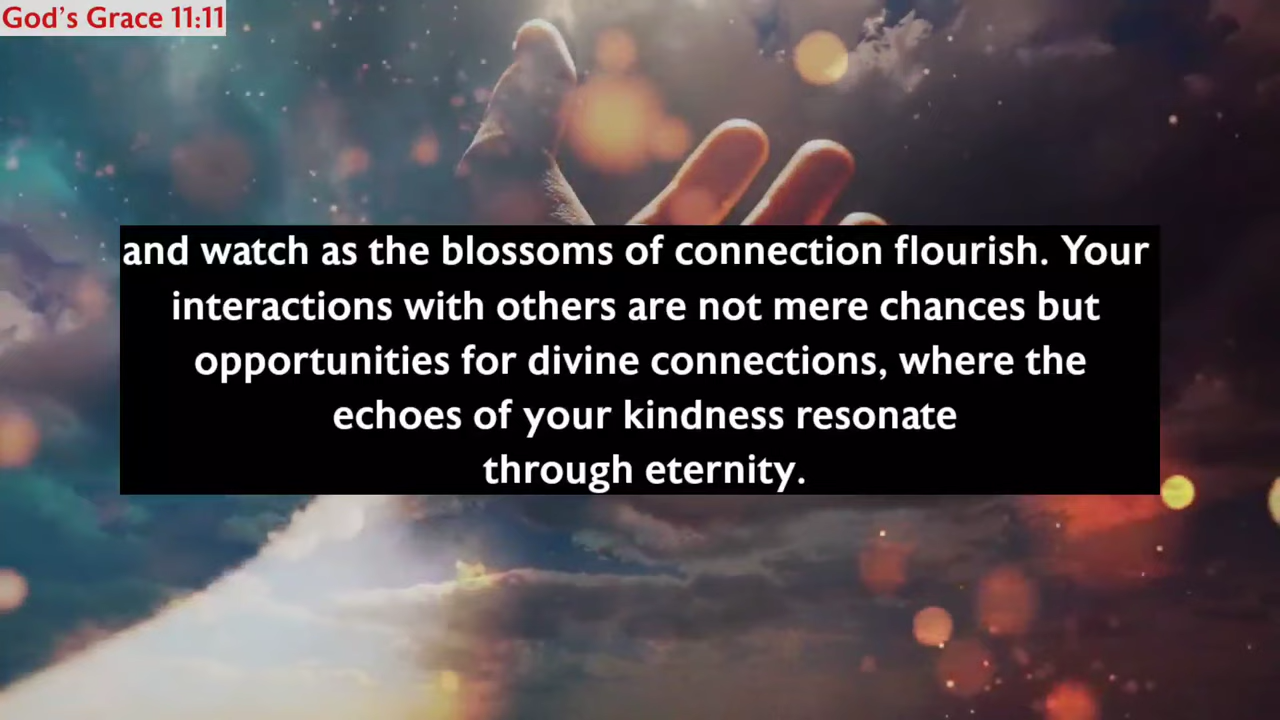 God's Grace 11:11
and watch as the blossoms of connection flourish. Your
interactions with others are not mere chances but
opportunities for divine connections, where the
echoes of your kindness resonate
through eternity.